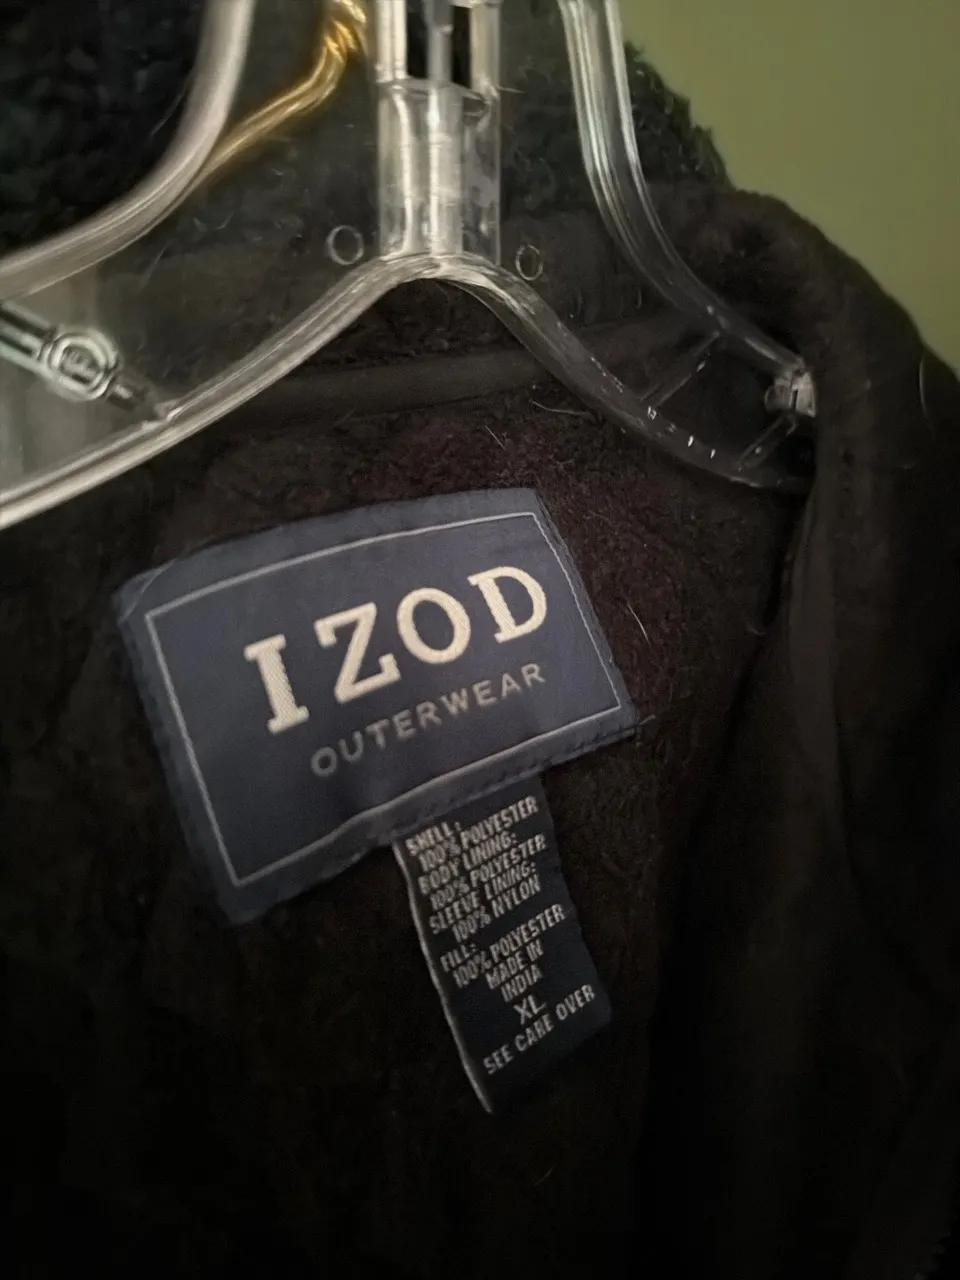 IZOD
OUTERWEAR
SHELL:
100% POLYESTER
BODY LINING:
100% POLYESTER
SLEEVE LINING:
100% NYLON
FILL:
100% POLYESTER
MADE IN
INDIA
XL
SEE CARE OVER